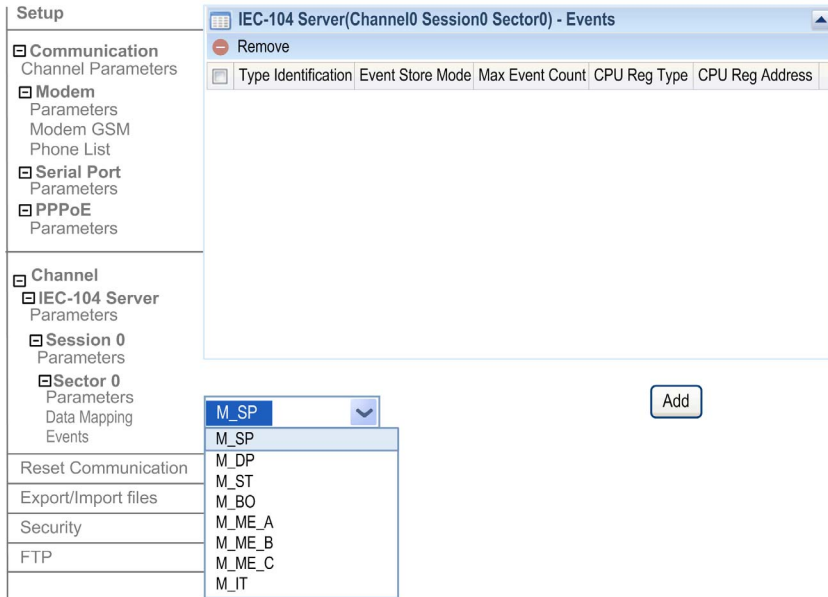 Setup
Communication
Channel Parameters
Modem
Parameters
Modem GSM
Phone List
Serial Port
Parameters
PPPoE
Parameters
Channel
IEC-104 Server
Parameters
Session 0
Parameters
Sector 0
Parameters
Data Mapping
Events
Reset Communication
Export/Import files
Security
FTP
IEC-104 Server(Channel0 Session0 Sector0) - Events
Remove
Type Identification Event Store Mode Max Event Count CPU Reg Type CPU Reg Address
M_SP
Add
M_SP
M_DP
M_ST
M_BO
M_ME_A
M_ME_B
M_ME_C
M_IT